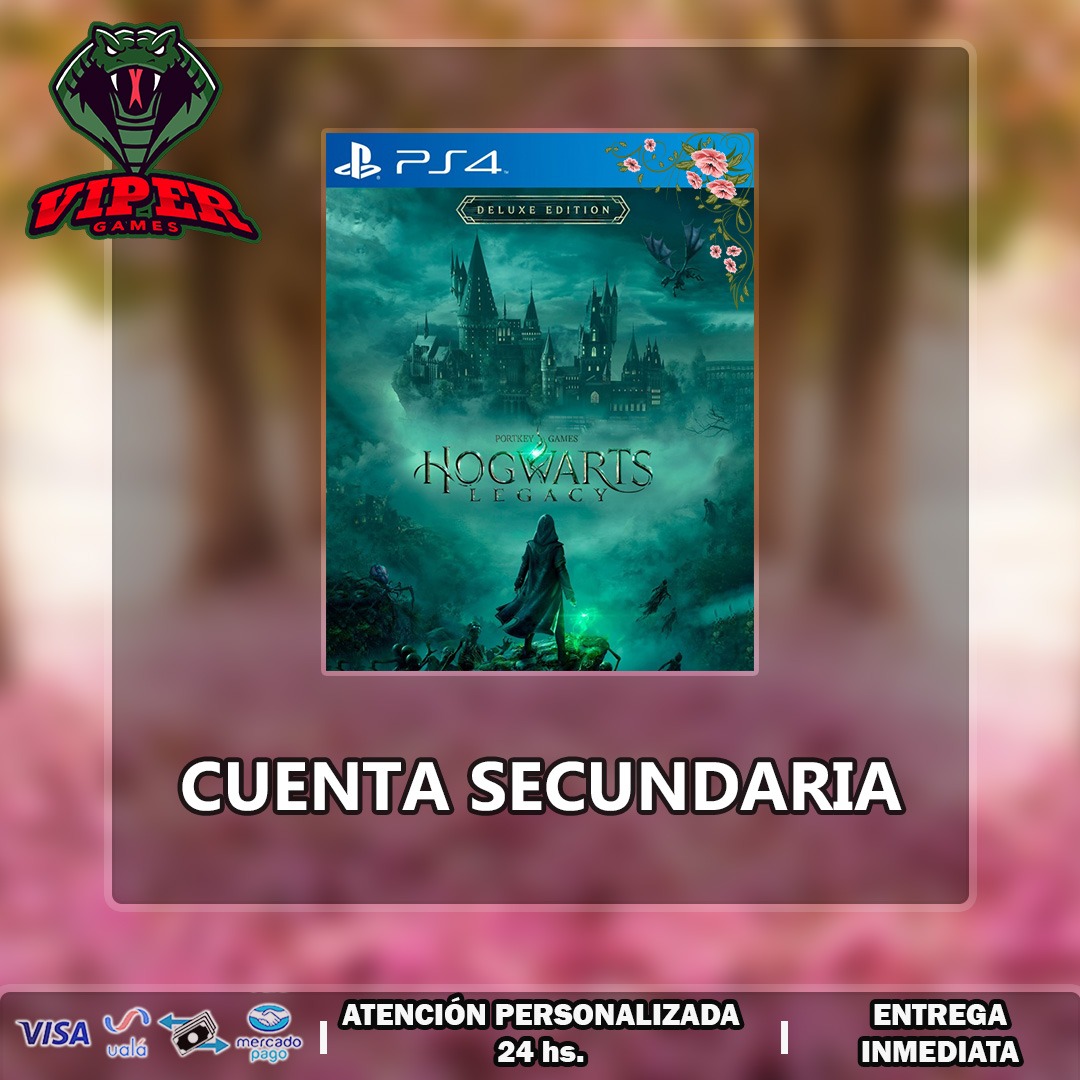 VIPER
GAMES
PS4
DELUXE EDITION
PORTKEY GAMES
HOGWARTS
LEGACY
CUENTA SECUNDARIA
VISA
ualá
mercado
pago
ATENCIÓN PERSONALIZADA
24 hs.
ENTREGA
INMEDIATA